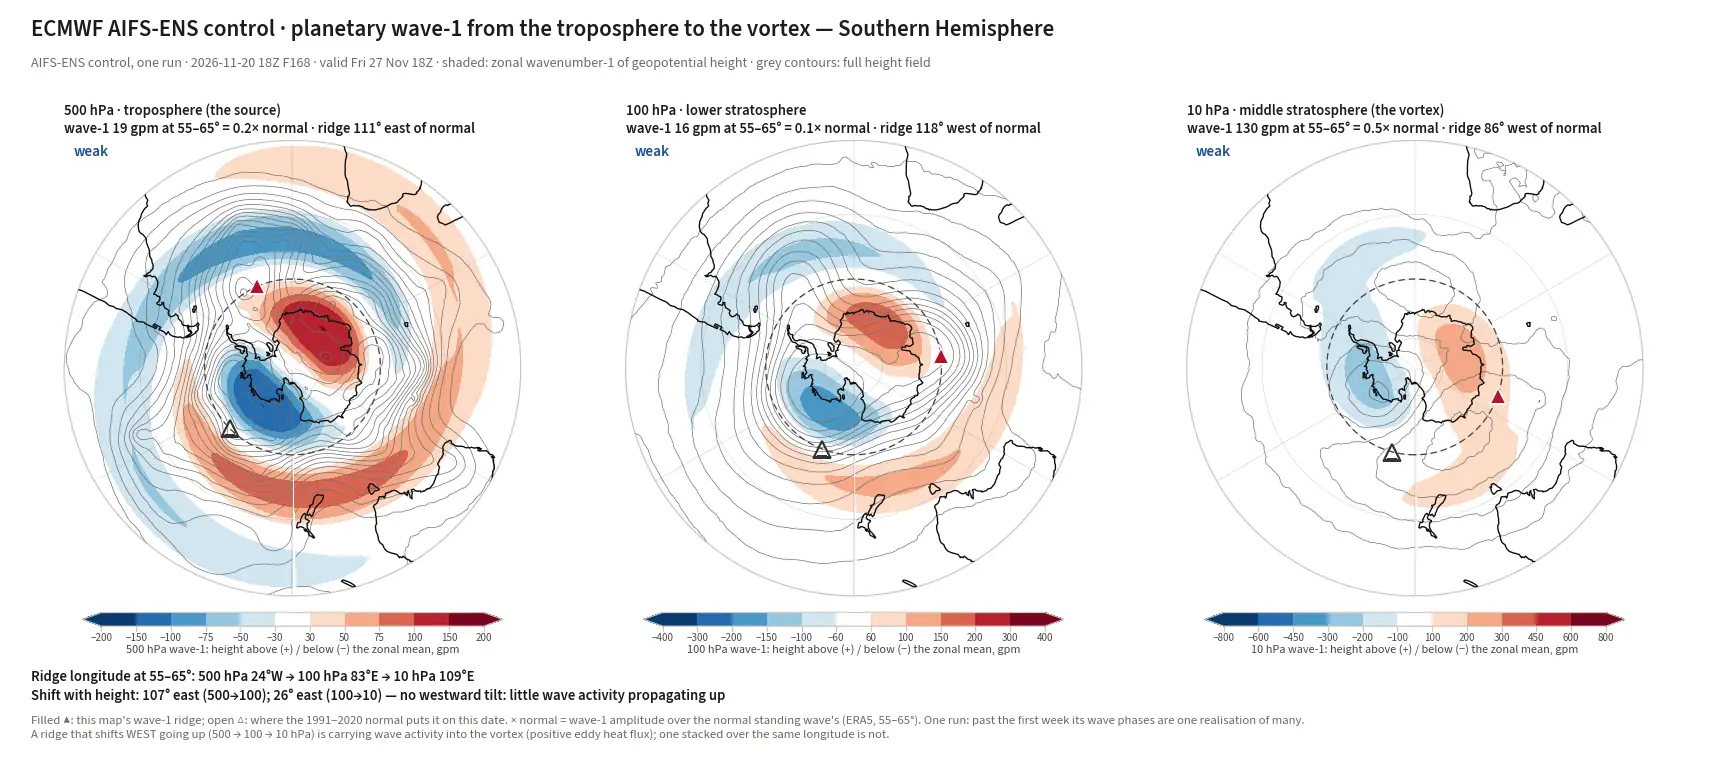 ECMWF AIFS-ENS control · planetary wave-1 from the troposphere to the vortex — Southern Hemisphere
AIFS-ENS control, one run · 2026-11-20 18Z F168 · valid Fri 27 Nov 18Z · shaded: zonal wavenumber-1 of geopotential height · grey contours: full height field
500 hPa · troposphere (the source)
wave-1 19 gpm at 55–65° = 0.2× normal · ridge 111° east of normal
weak
100 hPa · lower stratosphere
wave-1 16 gpm at 55–65° = 0.1× normal · ridge 118° west of normal
weak
10 hPa · middle stratosphere (the vortex)
wave-1 130 gpm at 55–65° = 0.5× normal · ridge 86° west of normal
weak
−200 −150 −100 −75 −50 −30 30 50 75 100 150 200
500 hPa wave-1: height above (+) / below (−) the zonal mean, gpm
−400 −300 −200 −150 −100 −60 60 100 150 200 300 400
100 hPa wave-1: height above (+) / below (−) the zonal mean, gpm
−800 −600 −450 −300 −200 −100 100 200 300 450 600 800
10 hPa wave-1: height above (+) / below (−) the zonal mean, gpm
Ridge longitude at 55–65°: 500 hPa 24°W → 100 hPa 83°E → 10 hPa 109°E
Shift with height: 107° east (500→100); 26° east (100→10) — no westward tilt: little wave activity propagating up
Filled ▲: this map's wave-1 ridge; open △: where the 1991–2020 normal puts it on this date. × normal = wave-1 amplitude over the normal standing wave's (ERA5, 55–65°). One run: past the first week its wave phases are one realisation of many.
A ridge that shifts WEST going up (500 → 100 → 10 hPa) is carrying wave activity into the vortex (positive eddy heat flux); one stacked over the same longitude is not.